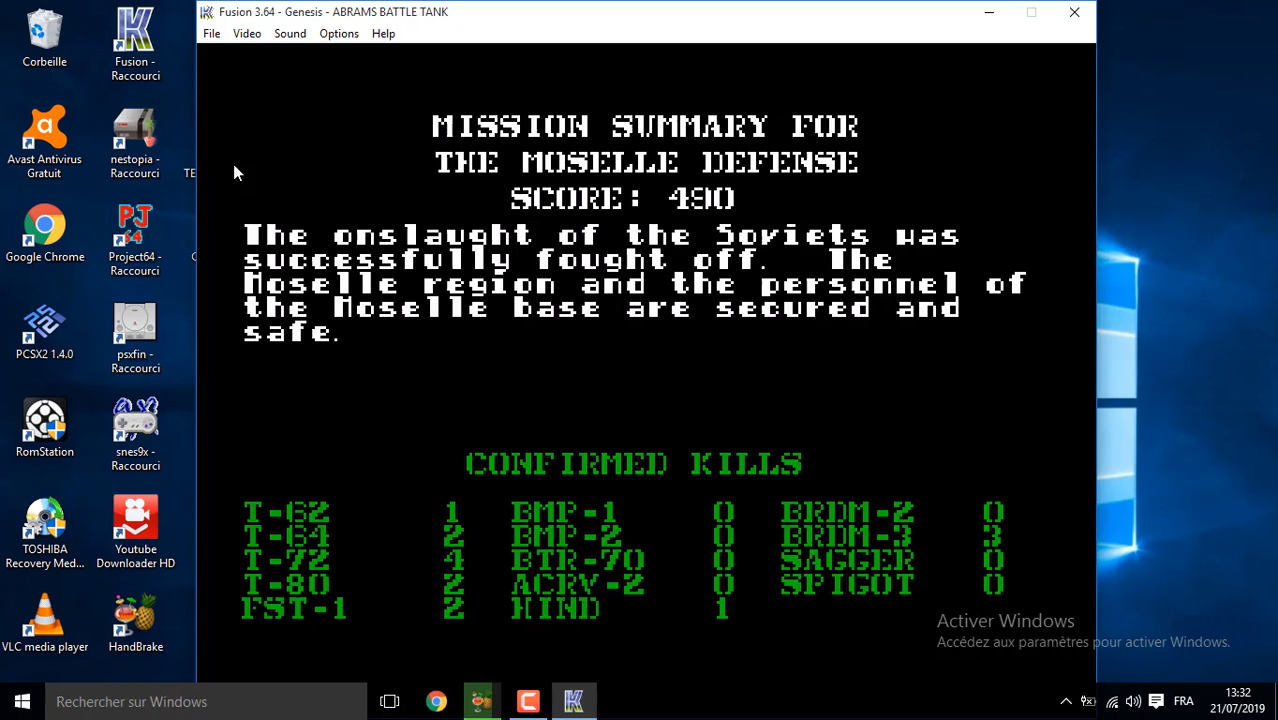 Fusion 3.64 - Genesis - ABRAMS BATTLE TANK
File Video Sound Options Help
Corbeille
Fusion -
Raccourci
Avast Antivirus
Gratuit
nestopia -
Raccourci
TE
Google Chrome
Project64 -
Raccourci
C
PCSX2 1.4.0
psxfin -
Raccourci
RomStation
snes9x -
Raccourci
TOSHIBA
Recovery Med...
Youtube
Downloader HD
VLC media player
HandBrake
MISSION SUMMARY FOR
THE MOSELLE DEFENSE
SCORE: 490
The onslaught of the Soviets was
successfully fought off. The
Moselle region and the personnel of
the Moselle base are secured and
safe.
CONFIRMED KILLS
T-62 1 BMP-1 0 BRDM-2 0
T-64 2 BMP-2 0 BRDM-3 3
T-72 4 BTR-70 0 SAGGER 0
T-80 2 ACRV-2 0 SPIGOT 0
FST-1 2 HIND 1
Activer Windows
Accédez aux paramètres pour activer Windows.
Rechercher sur Windows
FRA
13:32
21/07/2019